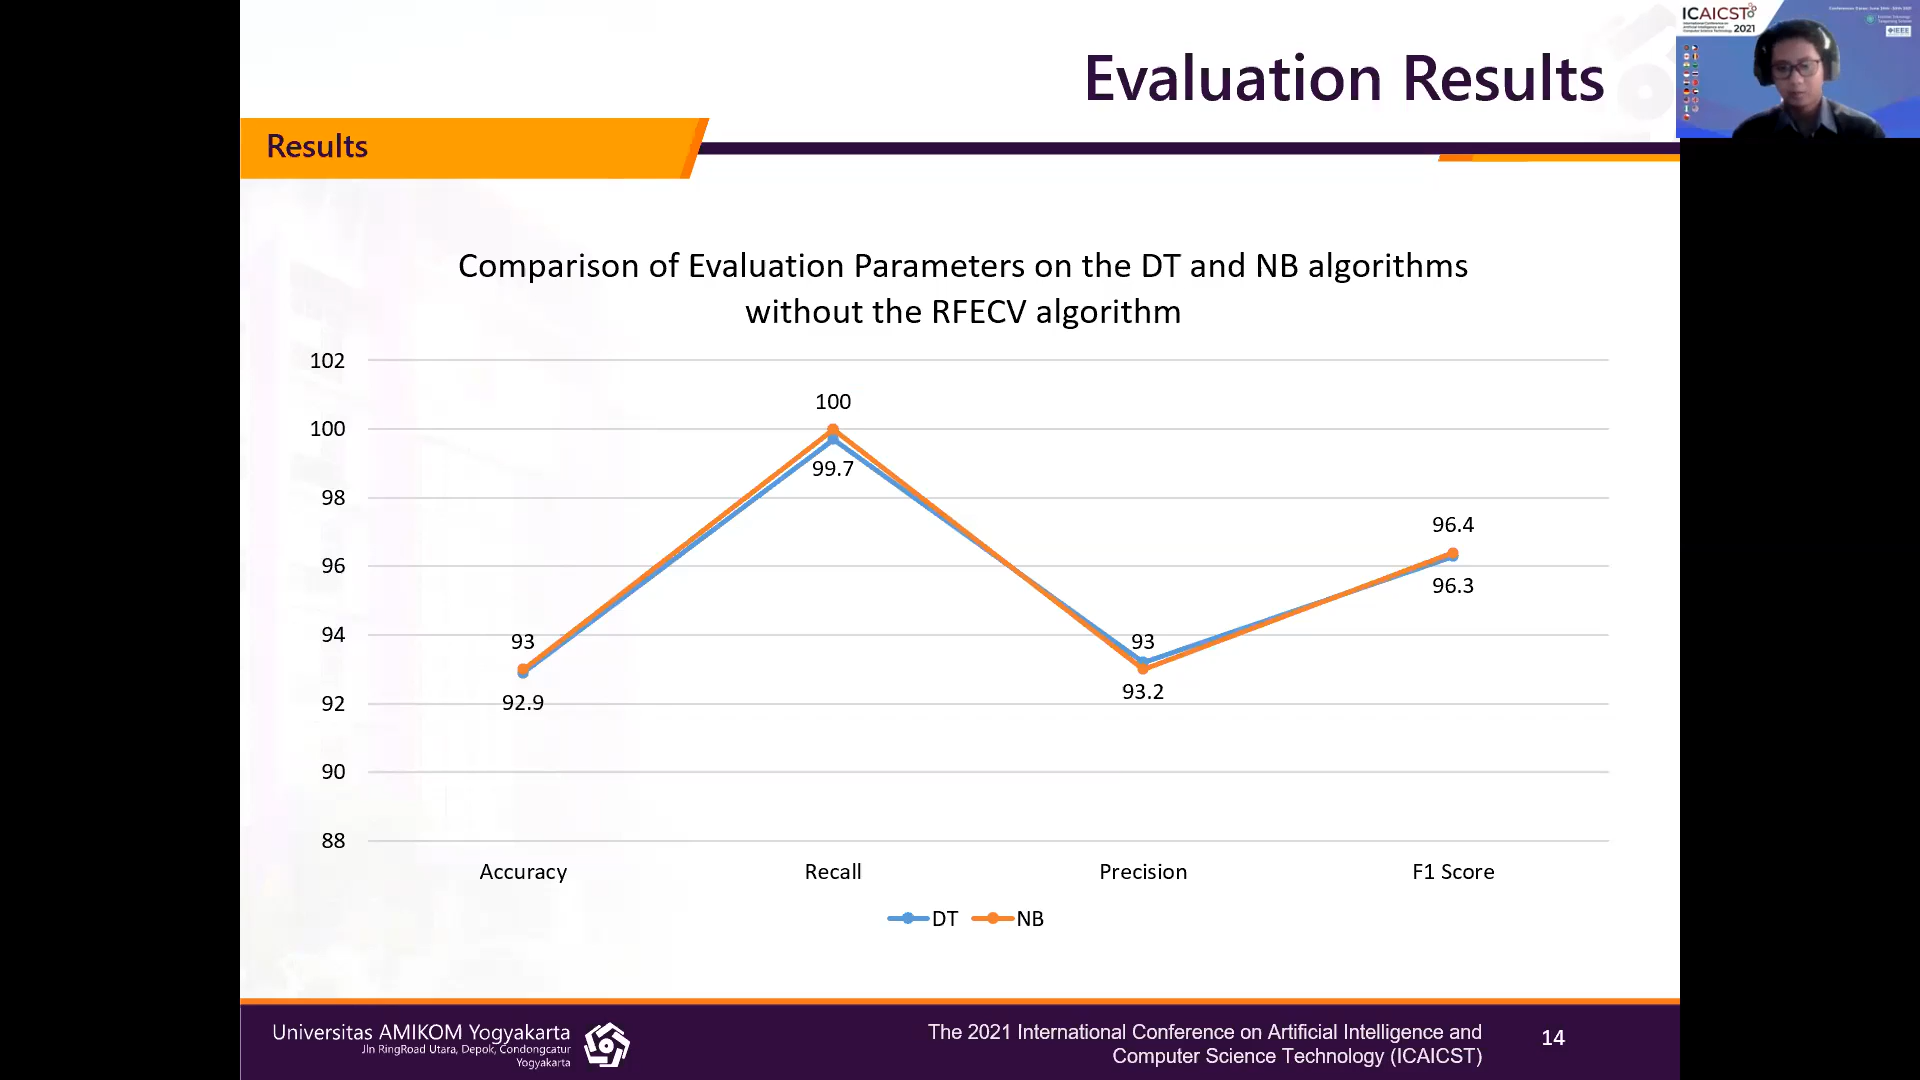 Evaluation Results
ICAICST
2021
IEEE
Results
Comparison of Evaluation Parameters on the DT and NB algorithms
without the RFECV algorithm
102
100
98
96
94
92
90
88
100
99.7
96.4
96.3
93
92.9
93
93.2
Accuracy
Recall
Precision
F1 Score
DT
NB
Universitas AMIKOM Yogyakarta
Jln RingRoad Utara, Depok, Condongcatur
Yogyakarta
The 2021 International Conference on Artificial Intelligence and
Computer Science Technology (ICAICST)
14